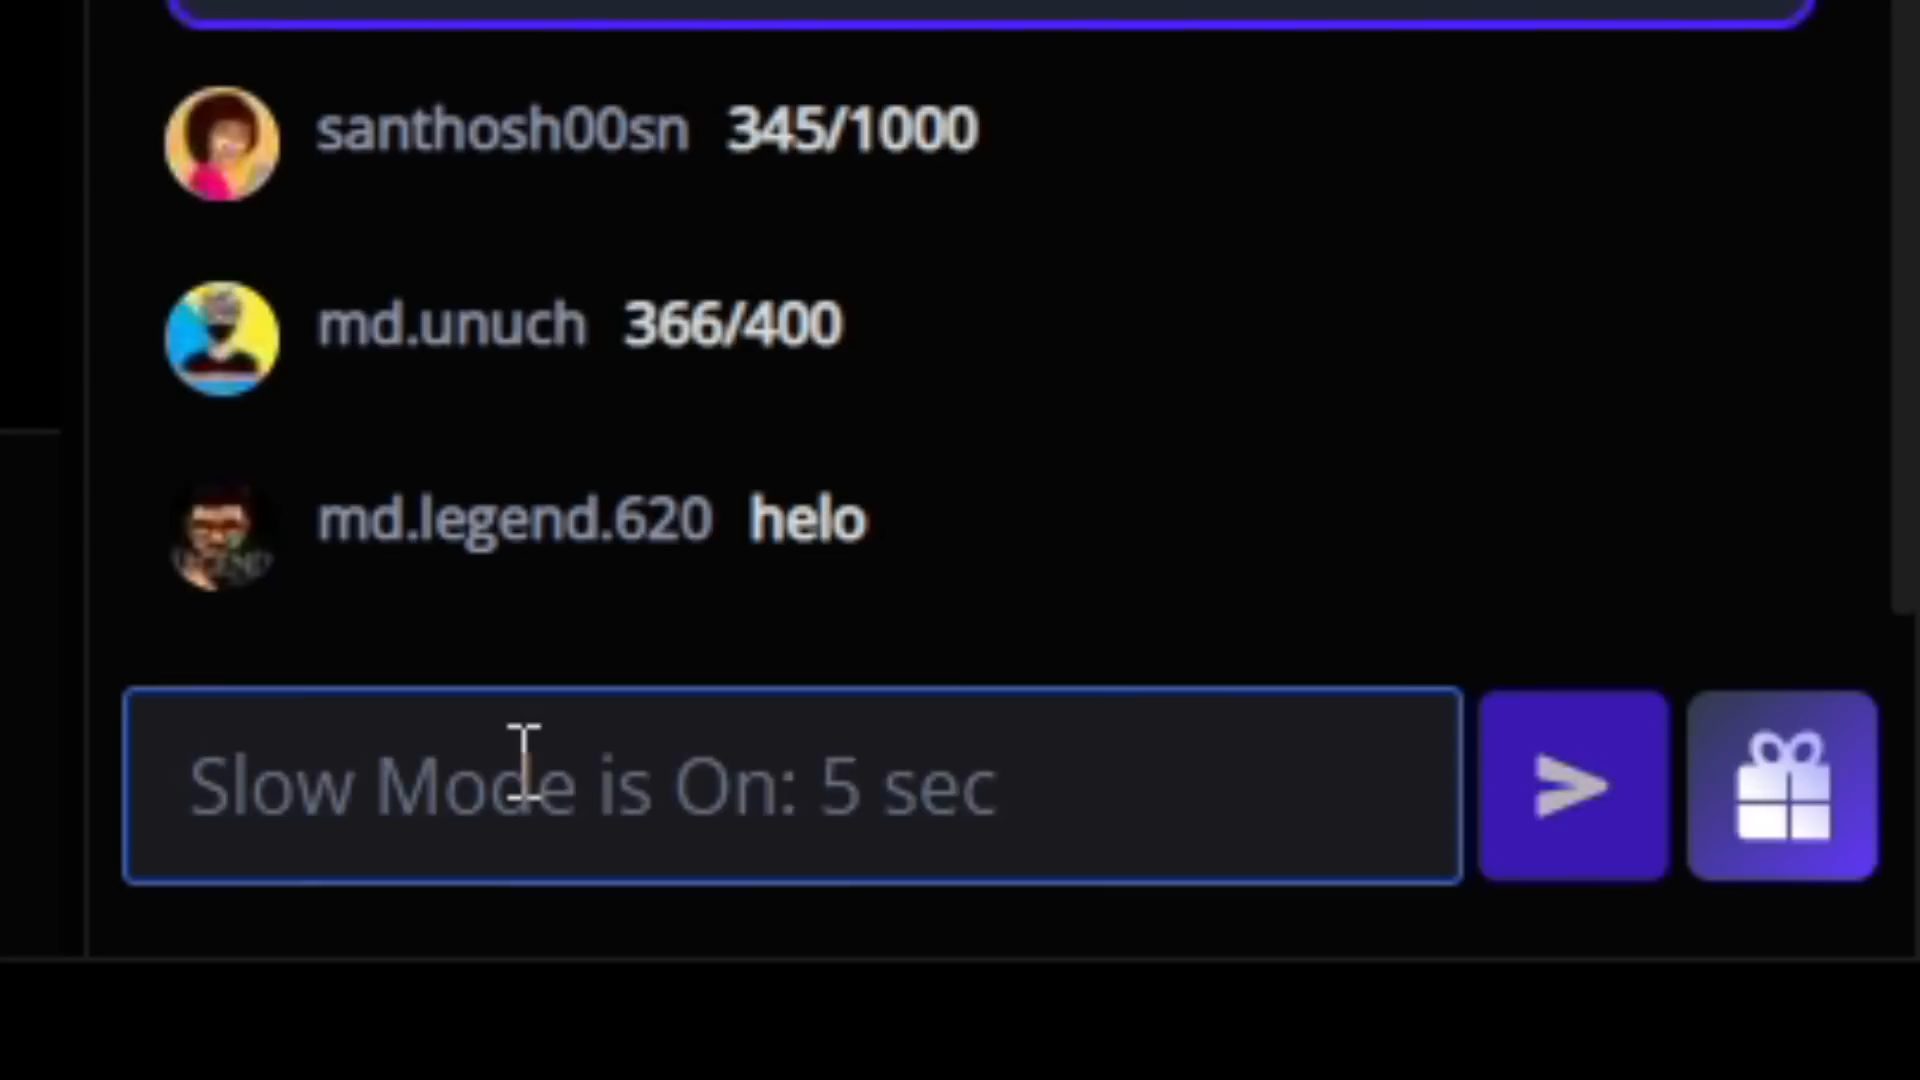 santhosh00sn 345/1000
md.unuch 366/400
md.legend.620 helo
Slow Mode is On: 5 sec